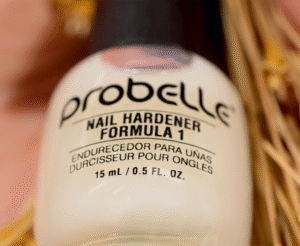 probelle
NAIL HARDENER
FORMULA 1
ENDURECEDOR PARA UÑAS
DURCISSEUR POUR ONGLES
15 mL / 0.5 FL. OZ.